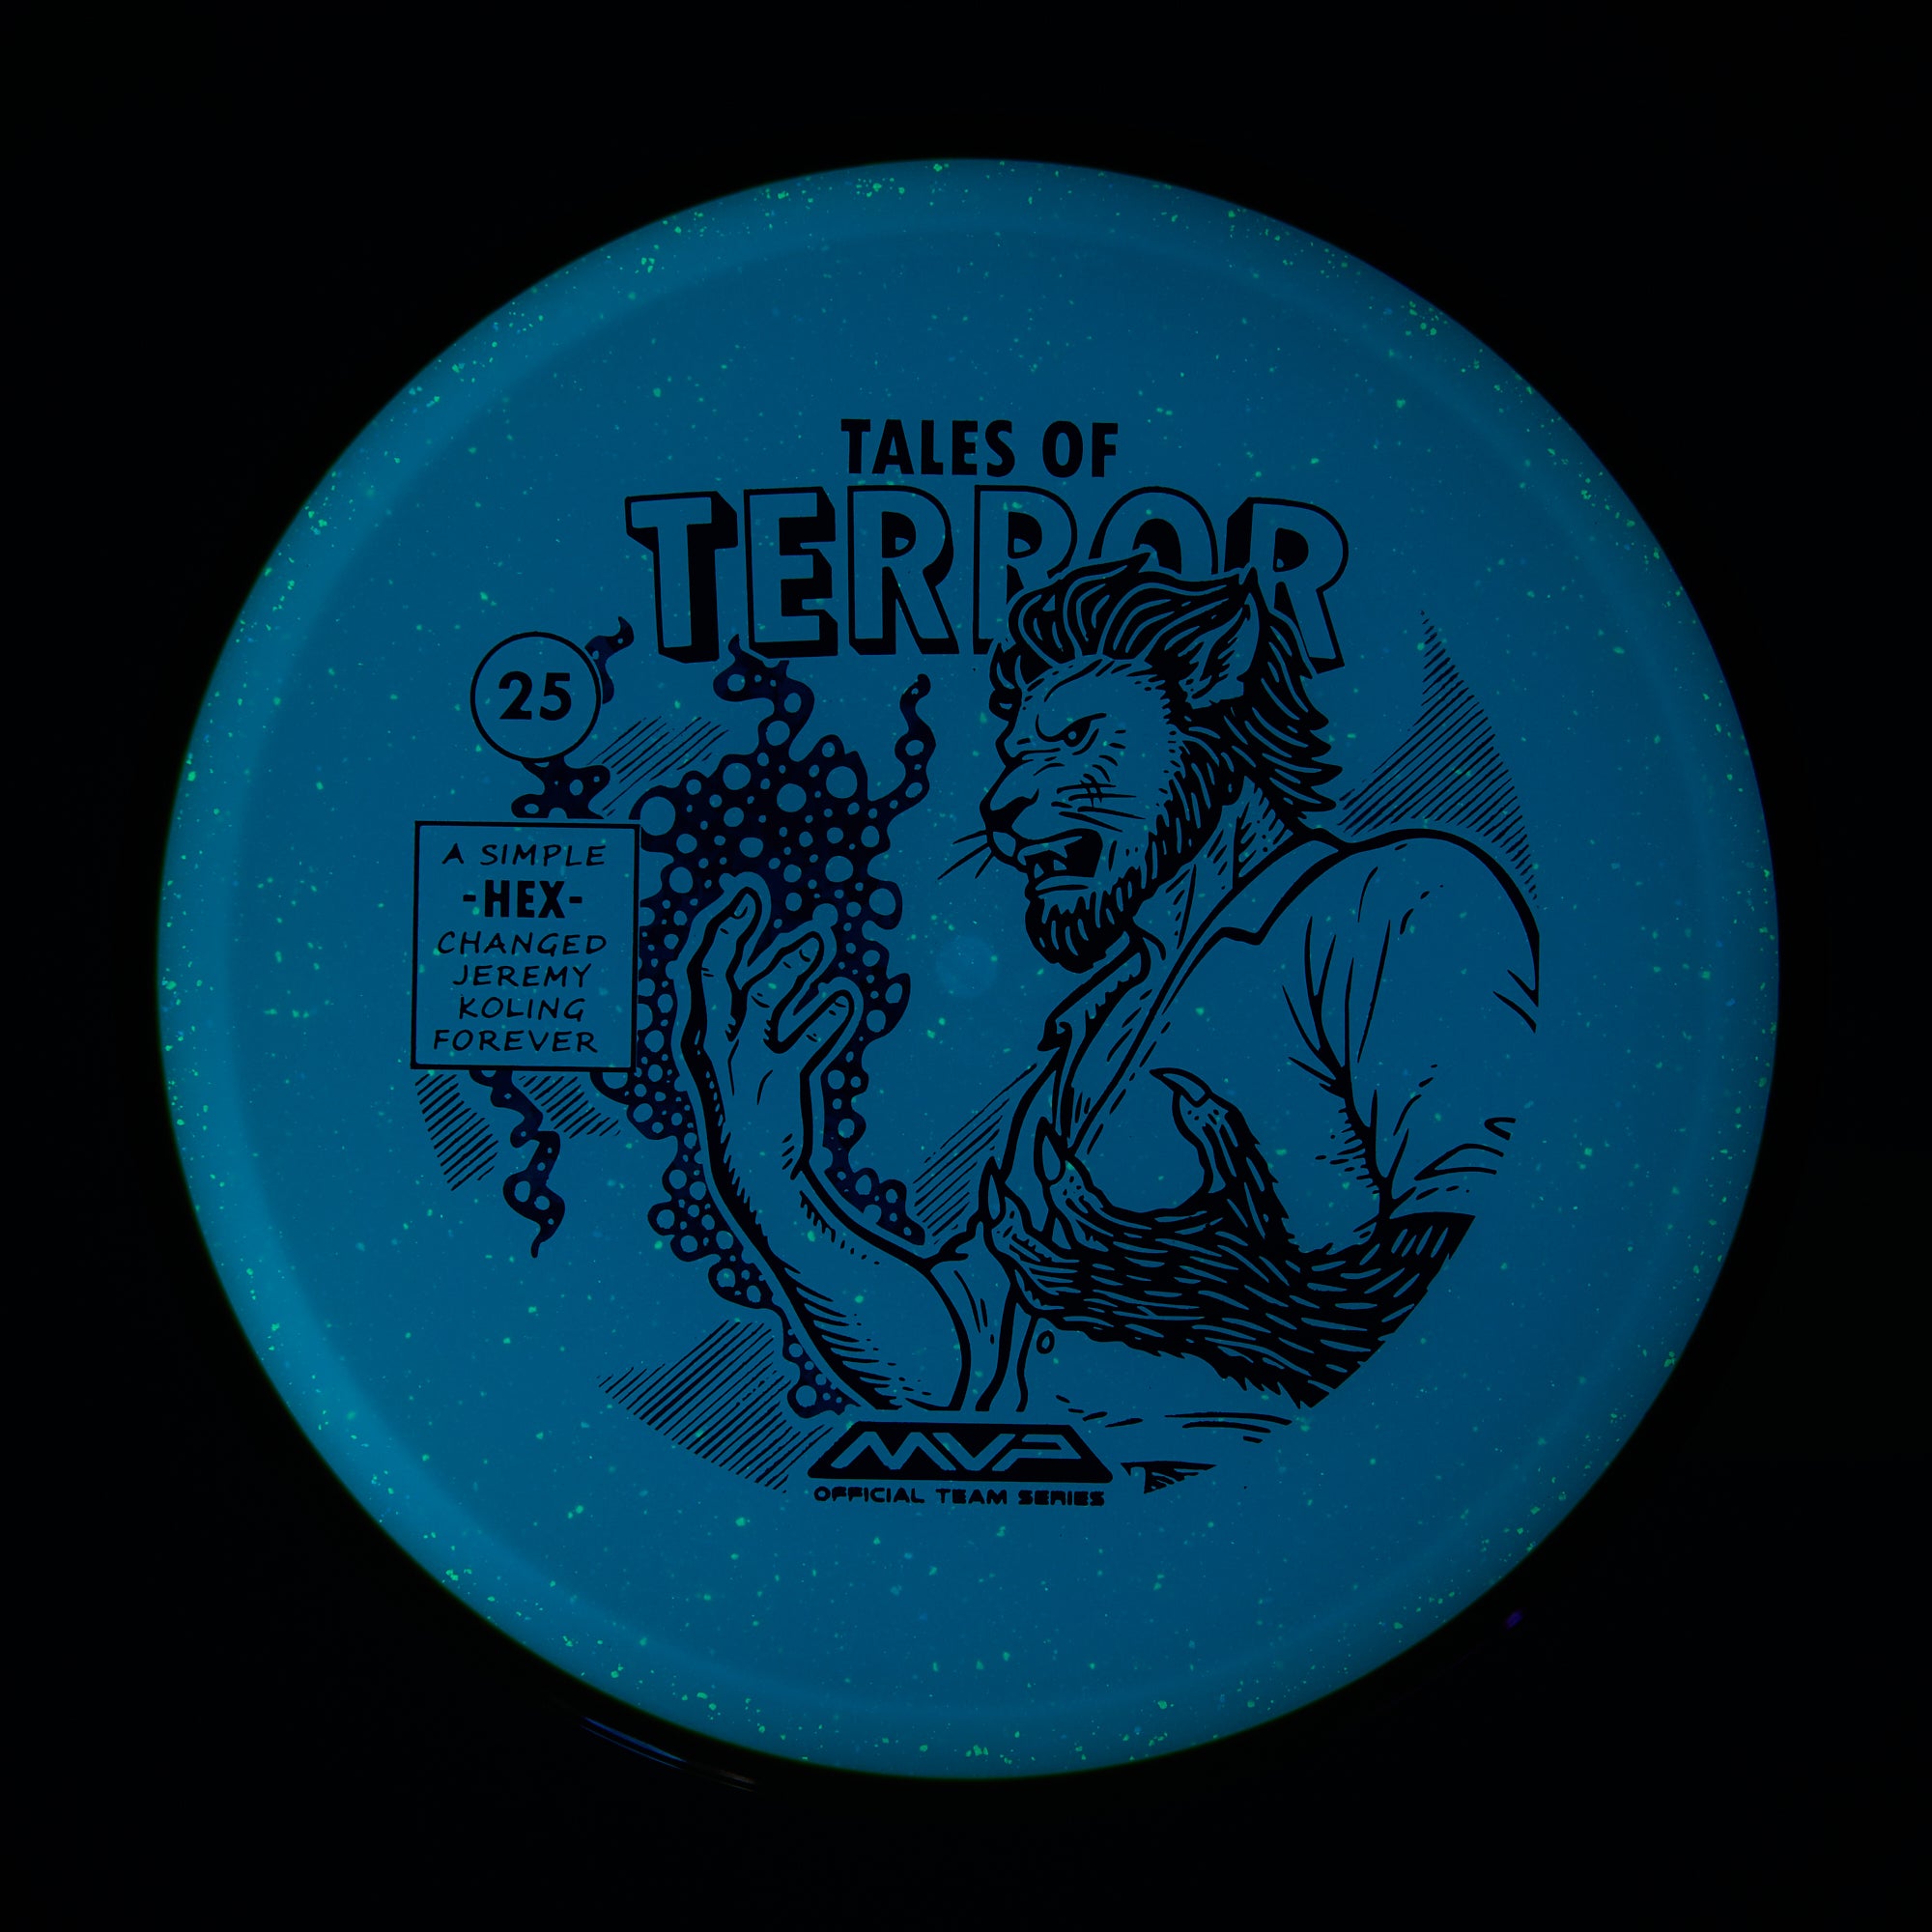 TALES OF
TERROR
25
A SIMPLE
-HEX-
CHANGED
JEREMY
KOLING
FOREVER
MVP
OFFICIAL TEAM SERIES